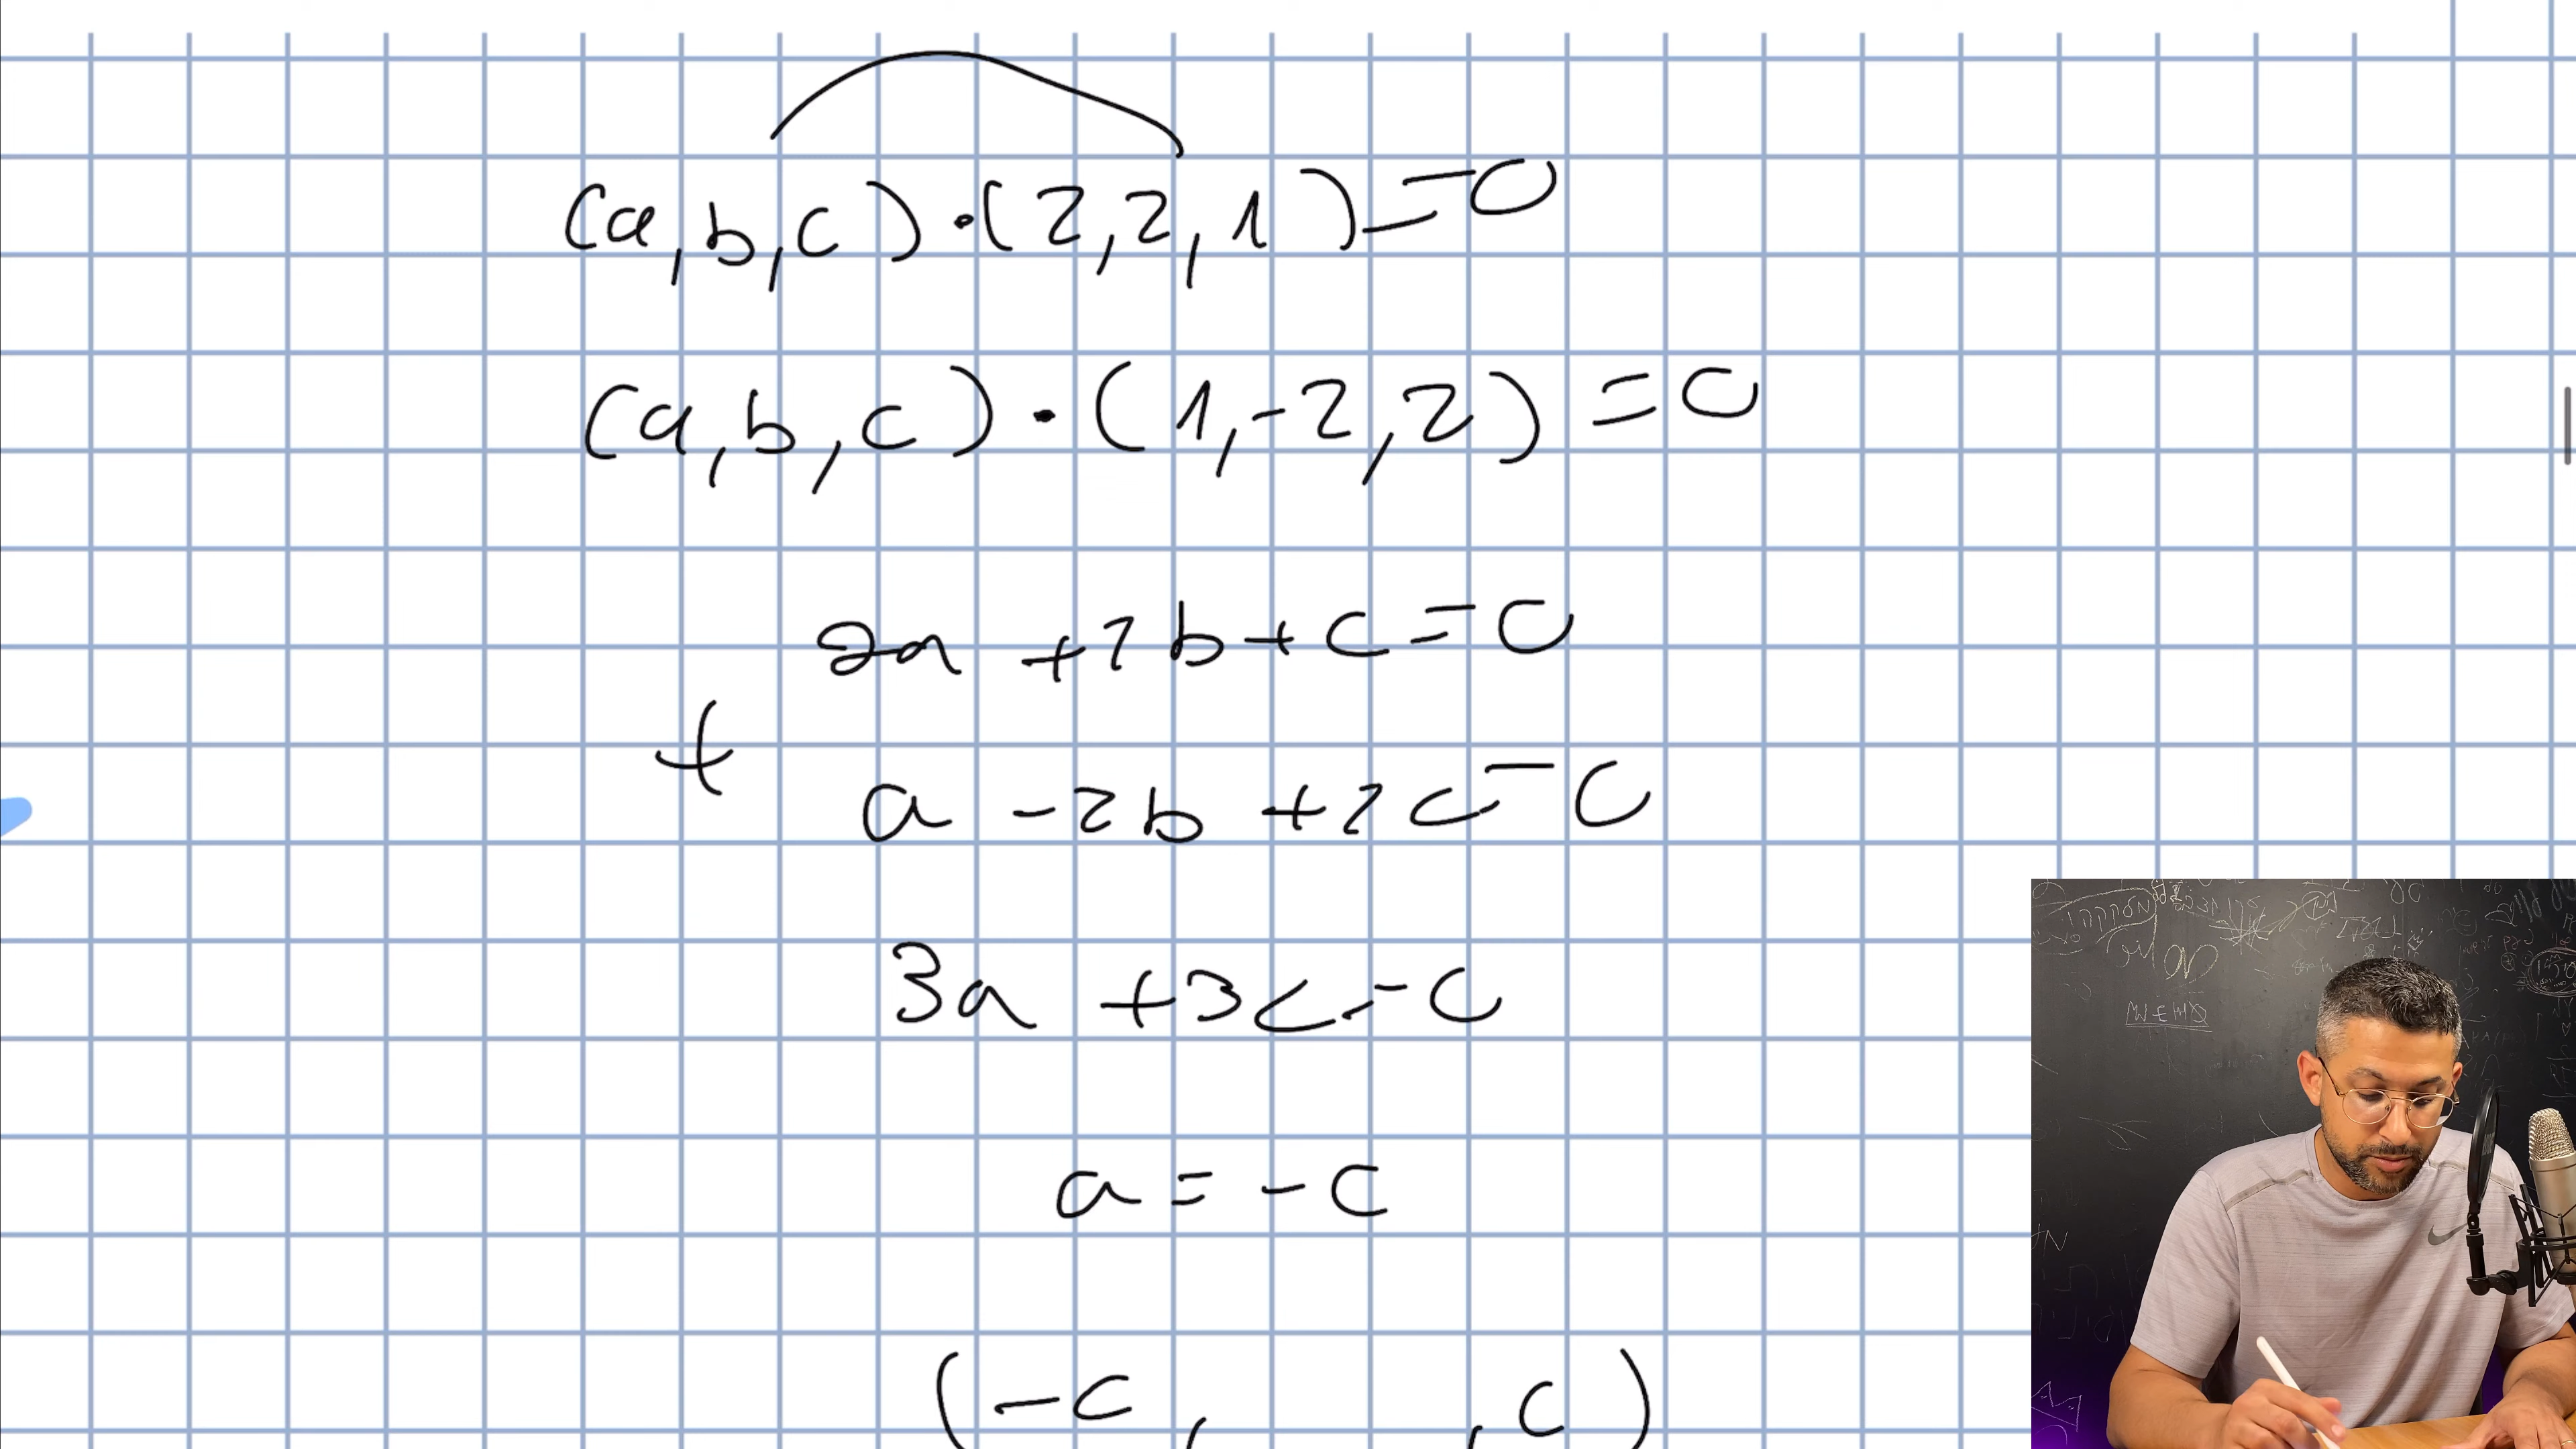 (a,b,c)·(2,2,1)=0
(a,b,c)·(1,-2,2)=0
2a+2b+c=0
+
a-2b+2c=0
3a+3c=0
a=-c
(-c, ,c)